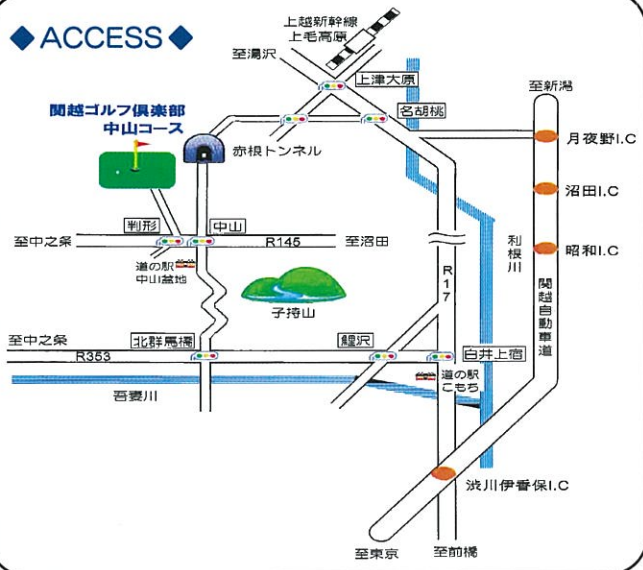 ◆ACCESS◆
上越新幹線
上毛高原
至湯沢
上津大原
至新潟
関越ゴルフ倶楽部
中山コース
名胡桃
月夜野I.C
赤根トンネル
沼田I.C
判形
中山
至中之条
R145
至沼田
利根川
昭和I.C
道の駅
中山盆地
R17
関越自動車道
子持山
至中之条
北群馬橋
鯉沢
白井上宿
R353
道の駅
こもち
吾妻川
渋川伊香保I.C
至東京
至前橋